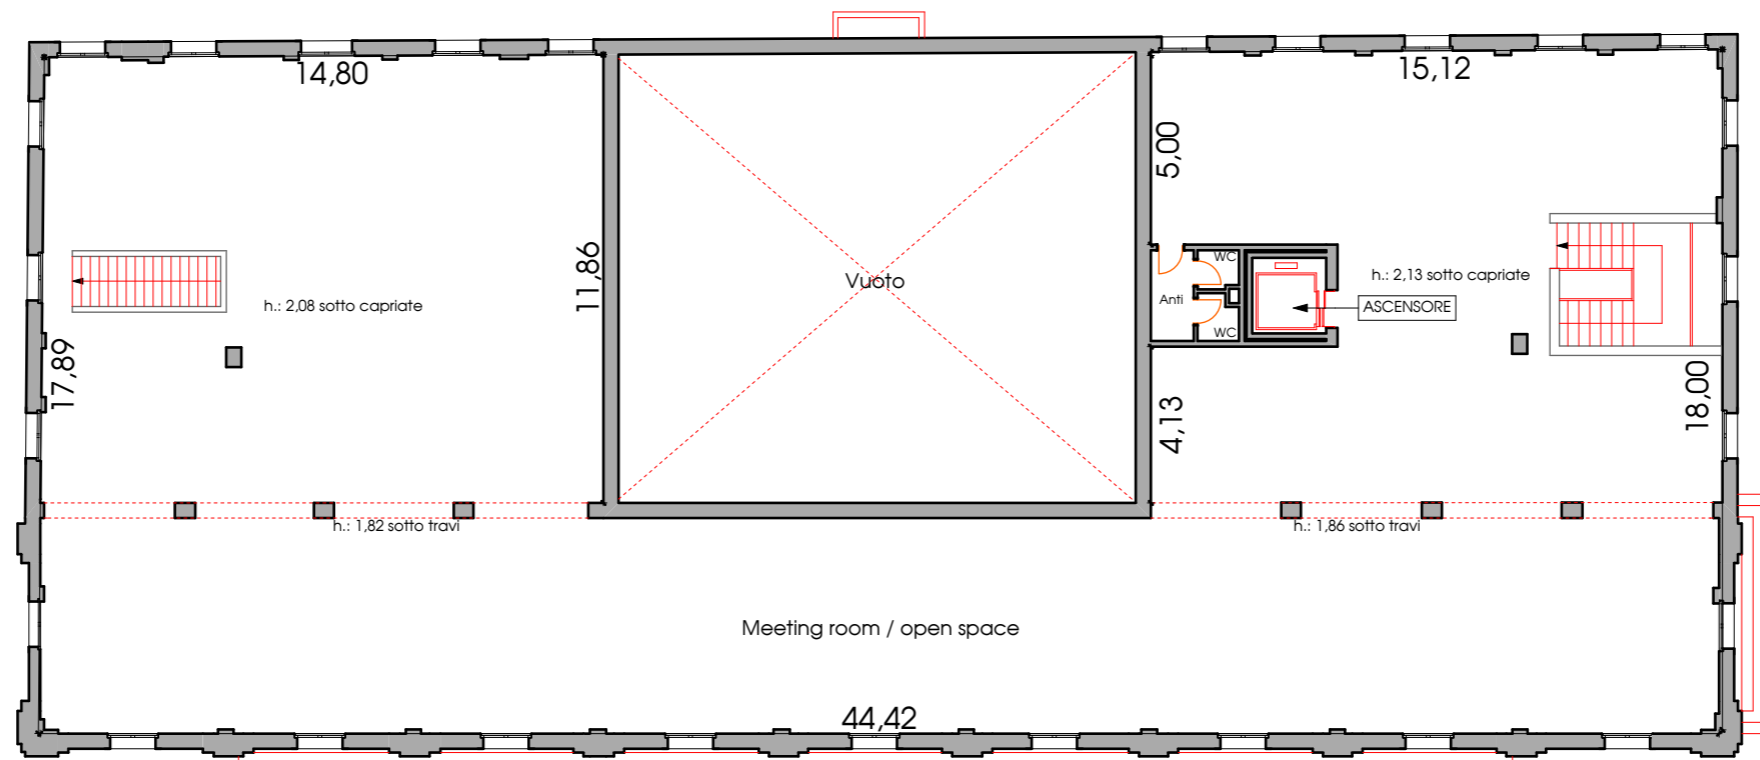 14,80
15,12
5,00
11,86
Vuoto
WC
Anti
WC
h.: 2,13 sotto capriate
ASCENSORE
h.: 2,08 sotto capriate
17,89
18,00
4,13
h.: 1,82 sotto travi
h.: 1,86 sotto travi
Meeting room / open space
44,42